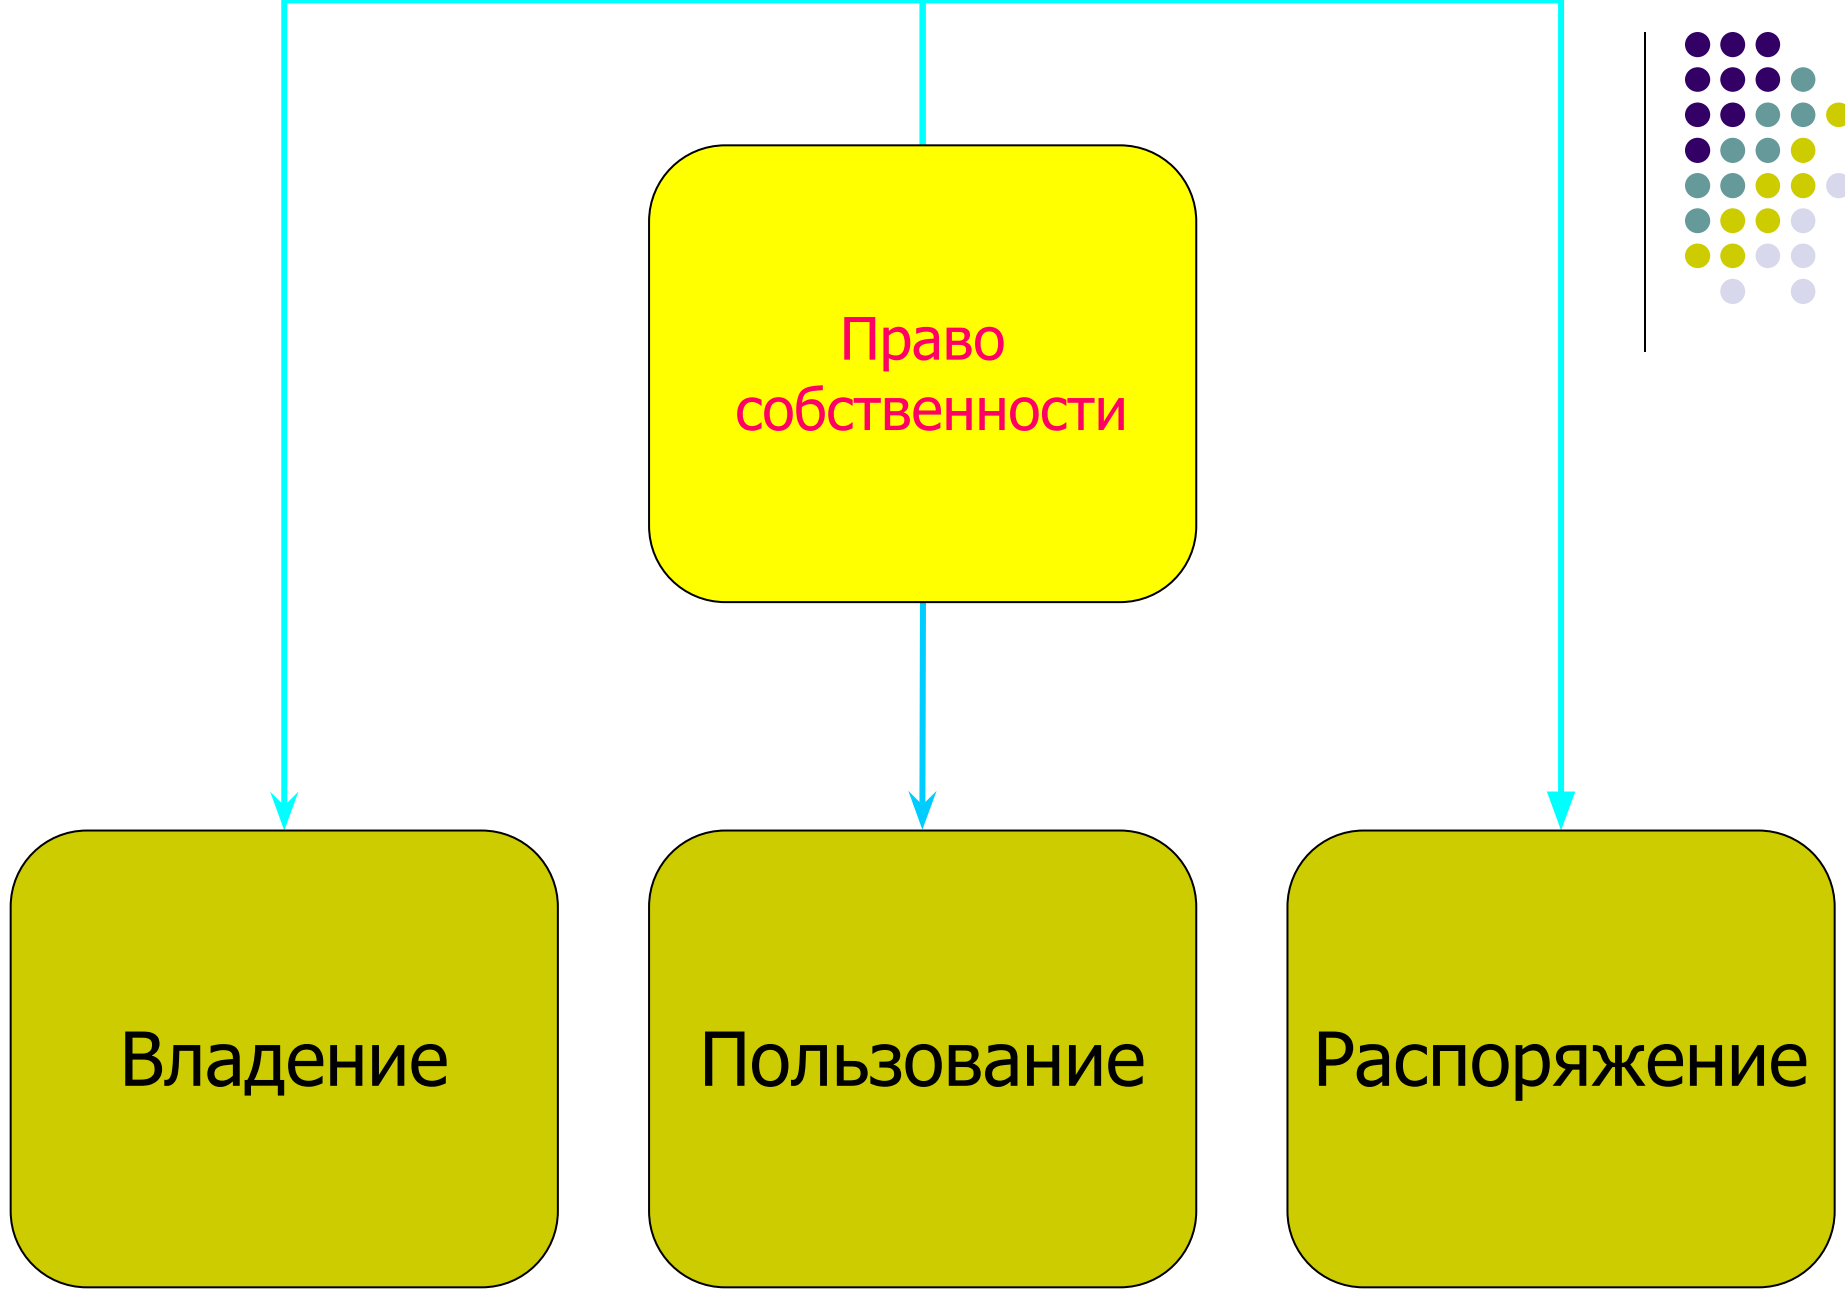 Право
собственности
Владение
Пользование
Распоряжение